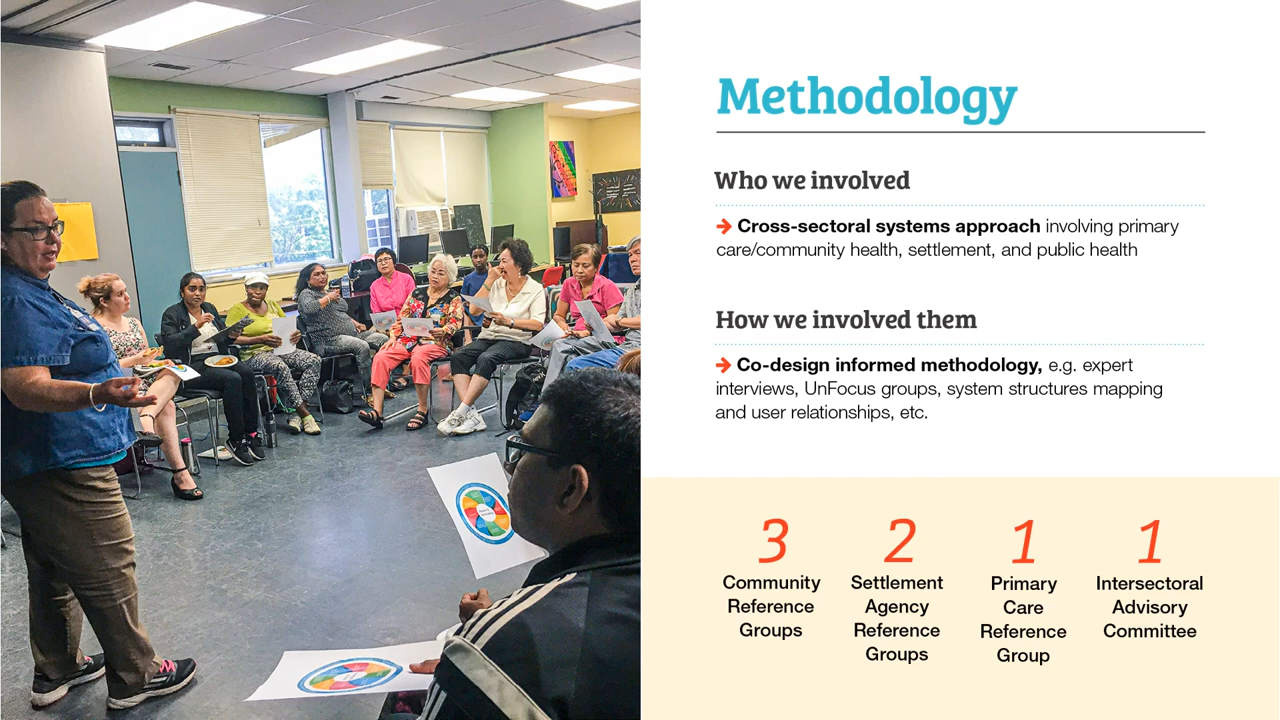 Methodology
Who we involved
→ Cross-sectoral systems approach involving primary
care/community health, settlement, and public health
How we involved them
→ Co-design informed methodology, e.g. expert
interviews, UnFocus groups, system structures mapping
and user relationships, etc.
3
Community
Reference
Groups
2
Settlement
Agency
Reference
Groups
1
Primary
Care
Reference
Group
1
Intersectoral
Advisory
Committee